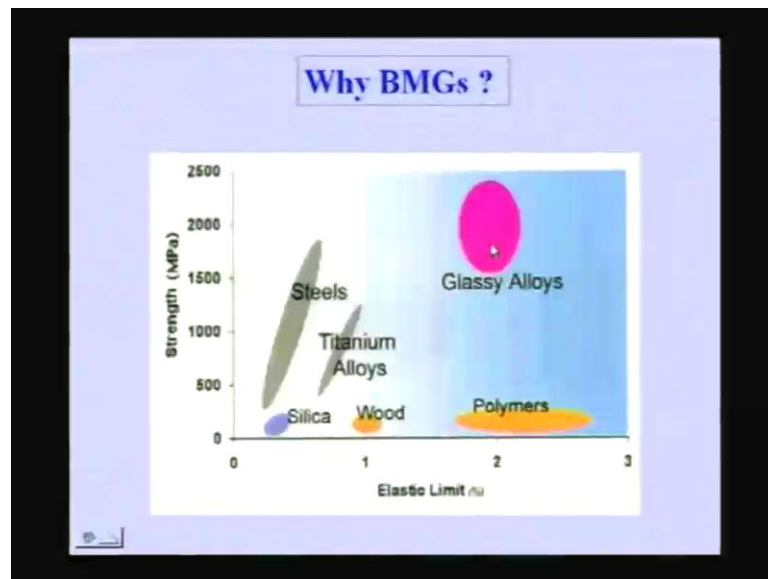 Why BMGs ?
2500
2000
1500
1000
500
0
Strength (MPa)
Steels
Titanium
Alloys
Glassy Alloys
Silica
Wood
Polymers
0 1 2 3
Elastic Limit